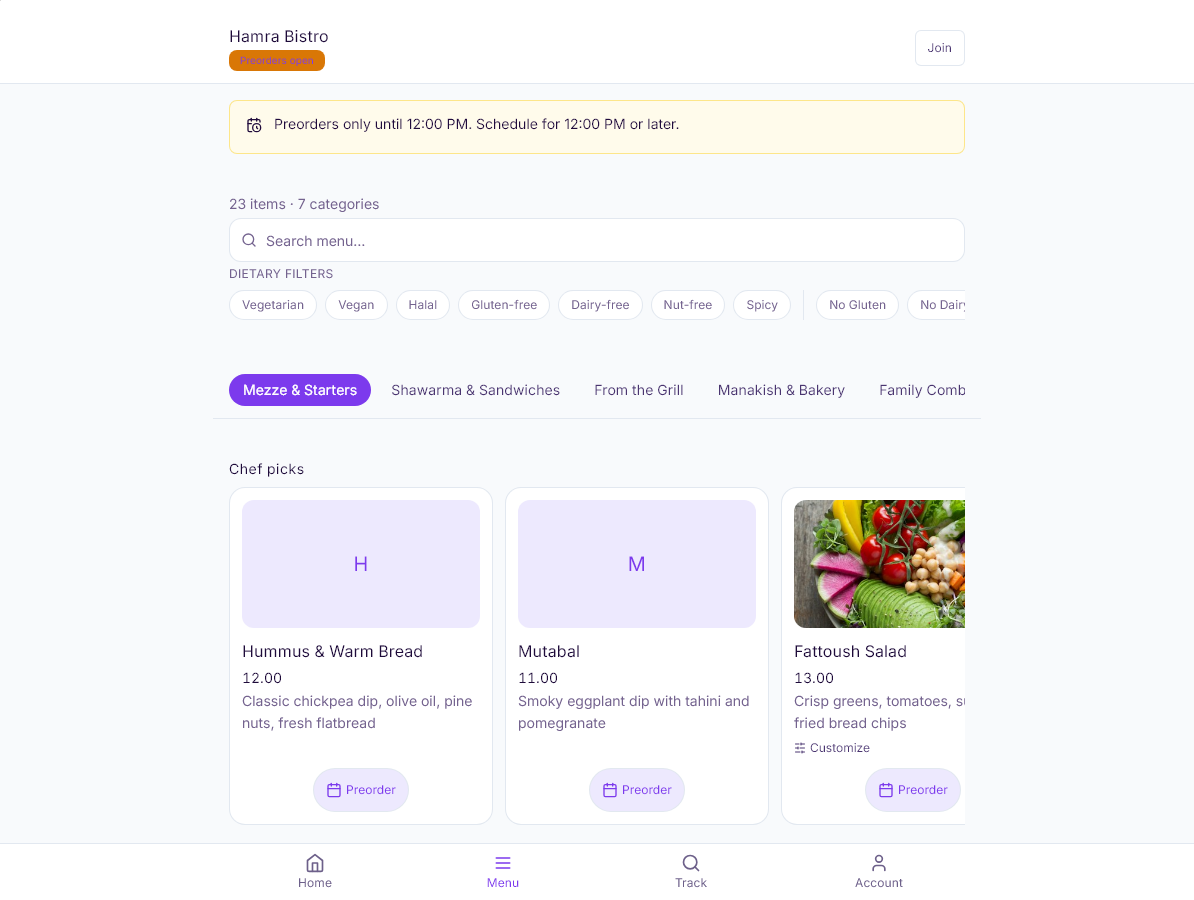 Hamra Bistro
Preorders open
Join
Preorders only until 12:00 PM. Schedule for 12:00 PM or later.
23 items · 7 categories
Search menu...
DIETARY FILTERS
Vegetarian
Vegan
Halal
Gluten-free
Dairy-free
Nut-free
Spicy
No Gluten
No Dairy
Mezze & Starters
Shawarma & Sandwiches
From the Grill
Manakish & Bakery
Family Comb
Chef picks
H
Hummus & Warm Bread
12.00
Classic chickpea dip, olive oil, pine
nuts, fresh flatbread
Preorder
M
Mutabal
11.00
Smoky eggplant dip with tahini and
pomegranate
Preorder
Fattoush Salad
13.00
Crisp greens, tomatoes,
fried bread chips
Customize
Preorder
Home
Menu
Track
Account